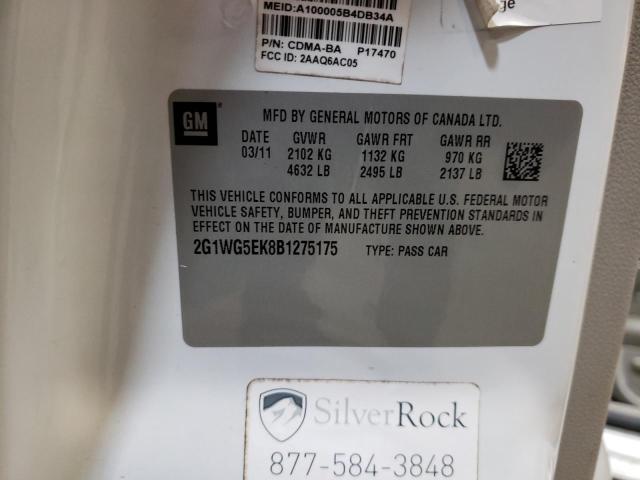 MEID:A100005B4DB34A
P/N: CDMA-BA P17470
FCC ID: 2AAQ6AC05
ge
GM
MFD BY GENERAL MOTORS OF CANADA LTD.
DATE GVWR GAWR FRT GAWR RR
03/11 2102 KG 1132 KG 970 KG
4632 LB 2495 LB 2137 LB
THIS VEHICLE CONFORMS TO ALL APPLICABLE U.S. FEDERAL MOTOR
VEHICLE SAFETY, BUMPER, AND THEFT PREVENTION STANDARDS IN
EFFECT ON THE DATE OF MANUFACTURE SHOWN ABOVE.
2G1WG5EK8B1275175 TYPE: PASS CAR
SilverRock
877-584-3848